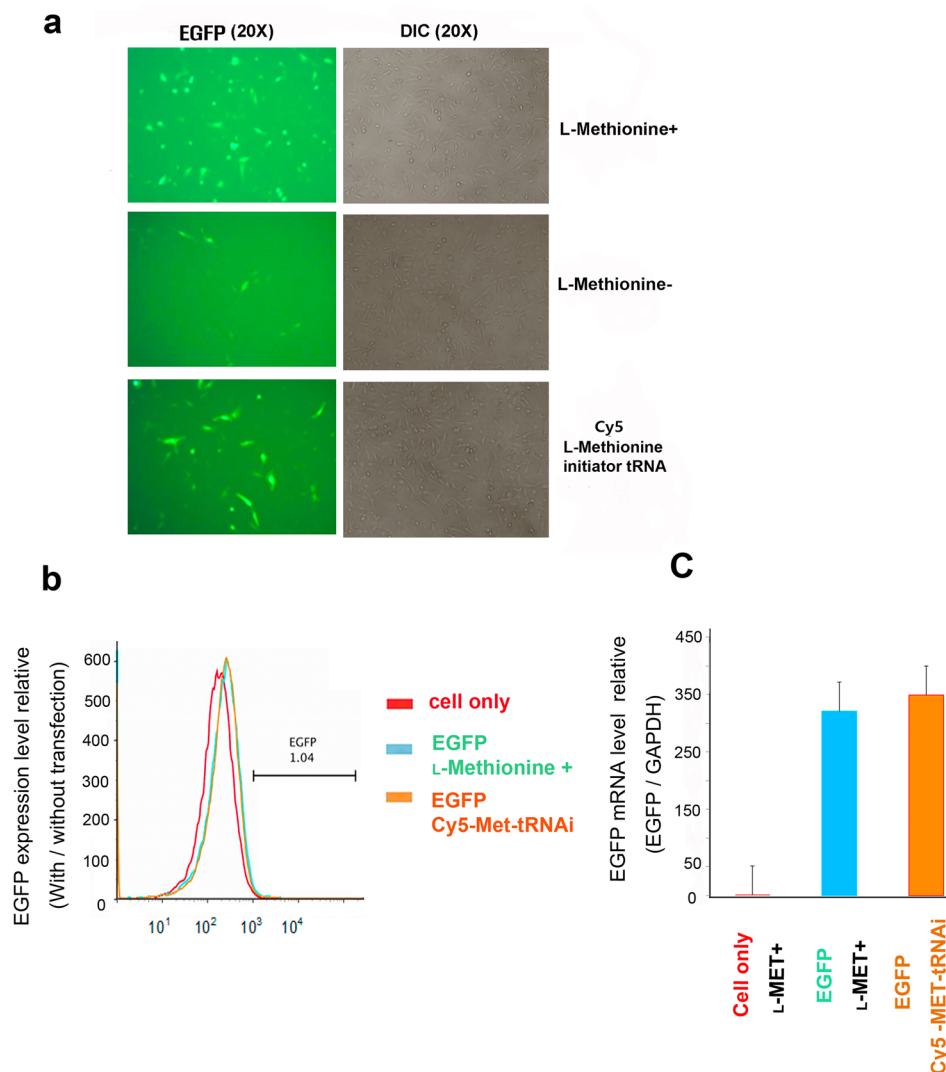 a
EGFP (20X)
DIC (20X)
L-Methionine+
L-Methionine-
Cy5
L-Methionine
initiator tRNA
b
EGFP expression level relative
(With / without transfection)
600
500
400
300
200
100
0
10¹ 10² 10³ 10⁴
EGFP
1.04
cell only
EGFP
L-Methionine +
EGFP
Cy5-Met-tRNAi
C
EGFP mRNA level relative
(EGFP / GAPDH)
450
350
250
150
50
0
Cell only
L-MET+
EGFP
L-MET+
EGFP
Cy5 -MET-tRNAi